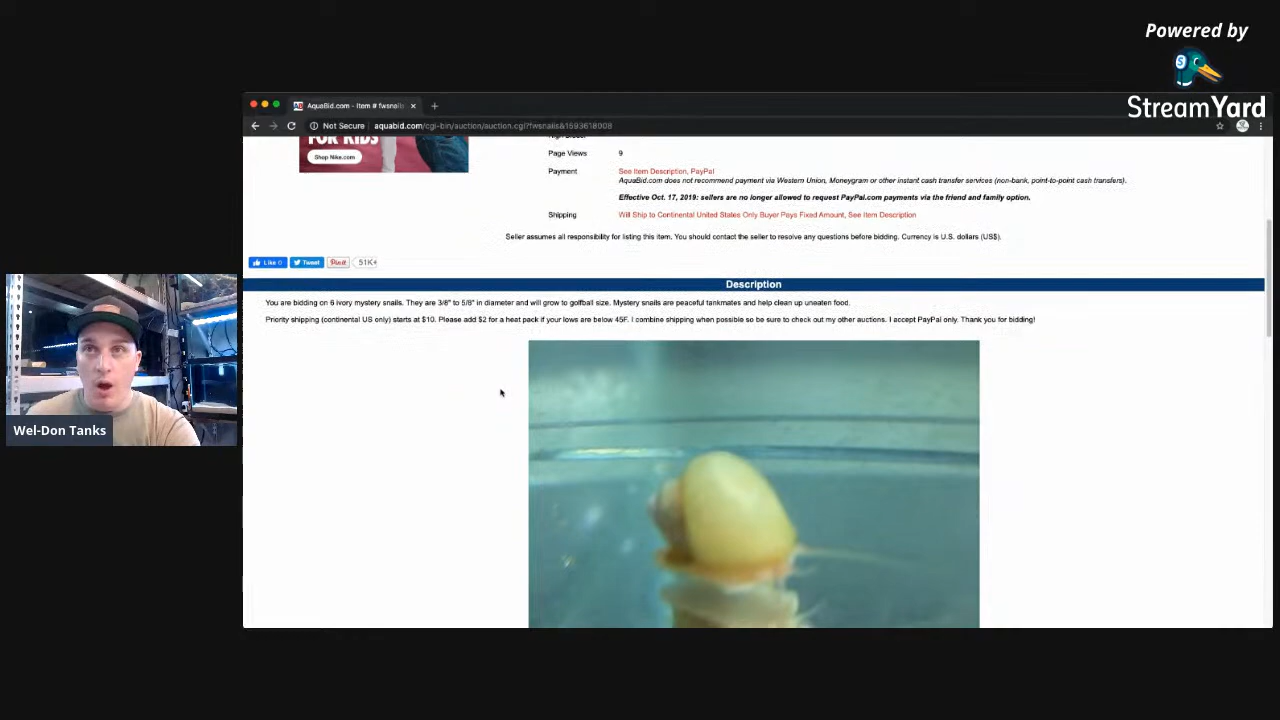 Powered by
StreamYard
AquaBid.com - Item # fwsnails
Not Secure aquabid.com/cgi-bin/auction/auction.cgi?fwsnails&1593618008
FOR KIDS
Shop Nike.com
Page Views 9
Payment See Item Description, PayPal
AquaBid.com does not recommend payment via Western Union, Moneygram or other instant cash transfer services (non-bank, point-to-point cash transfers).
Effective Oct. 17, 2019: sellers are no longer allowed to request PayPal.com payments via the friend and family option.
Shipping Will Ship to Continental United States Only Buyer Pays Fixed Amount, See Item Description
Seller assumes all responsibility for listing this item. You should contact the seller to resolve any questions before bidding. Currency is U.S. dollars (US$).
Like 0 Tweet Pin it 51K+
Description
You are bidding on 6 ivory mystery snails. They are 3/8" to 5/8" in diameter and will grow to golfball size. Mystery snails are peaceful tankmates and help clean up uneaten food.
Priority shipping (continental US only) starts at $10. Please add $2 for a heat pack if your lows are below 45F. I combine shipping when possible so be sure to check out my other auctions. I accept PayPal only. Thank you for bidding!
Wel-Don Tanks